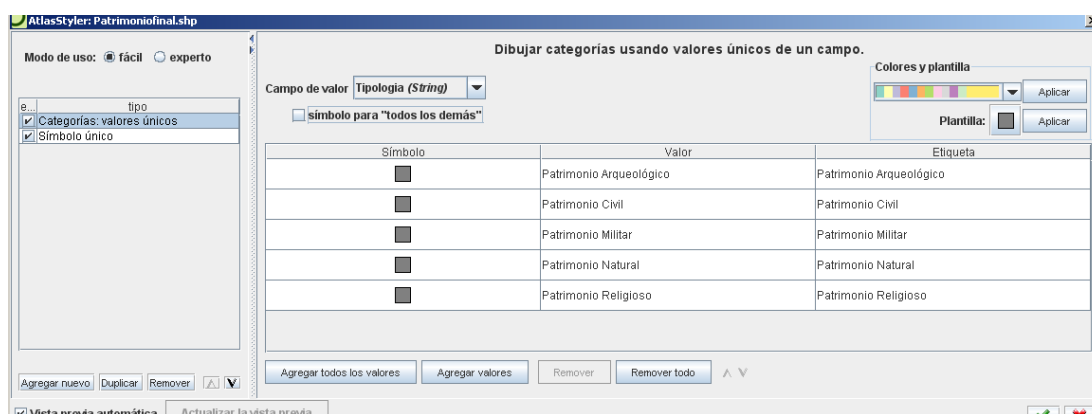 AtlasStyler: Patrimoniofinal.shp
Modo de uso: fácil experto
e... tipo
Categorías: valores únicos
Símbolo único
Agregar nuevo Duplicar Remover
Vista previa automática Actualizar la vista previa
Dibujar categorías usando valores únicos de un campo.
Campo de valor Tipologia (String)
símbolo para "todos los demás"
Colores y plantilla
Aplicar
Plantilla: Aplicar
Símbolo Valor Etiqueta
Patrimonio Arqueológico Patrimonio Arqueológico
Patrimonio Civil Patrimonio Civil
Patrimonio Militar Patrimonio Militar
Patrimonio Natural Patrimonio Natural
Patrimonio Religioso Patrimonio Religioso
Agregar todos los valores Agregar valores Remover Remover todo